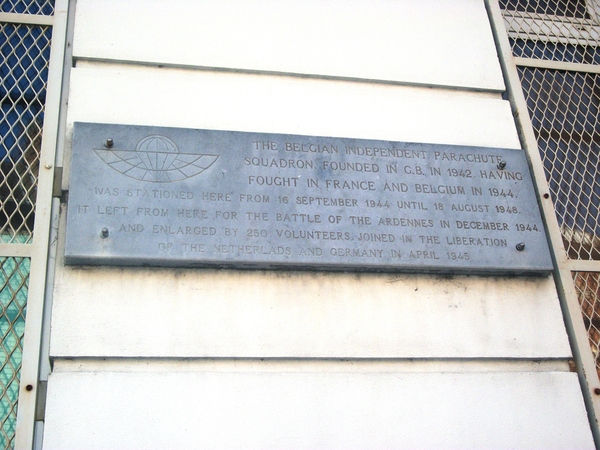 THE BELGIAN INDEPENDENT PARACHUTE
SQUADRON, FOUNDED IN G.B. IN 1942, HAVING
FOUGHT IN FRANCE AND BELGIUM IN 1944,
WAS STATIONED HERE FROM 16 SEPTEMBER 1944 UNTIL 18 AUGUST 1948.
IT LEFT FROM HERE FOR THE BATTLE OF THE ARDENNES IN DECEMBER 1944
AND ENLARGED BY 250 VOLUNTEERS, JOINED IN THE LIBERATION
OF THE NETHERLADS AND GERMANY IN APRIL 1945